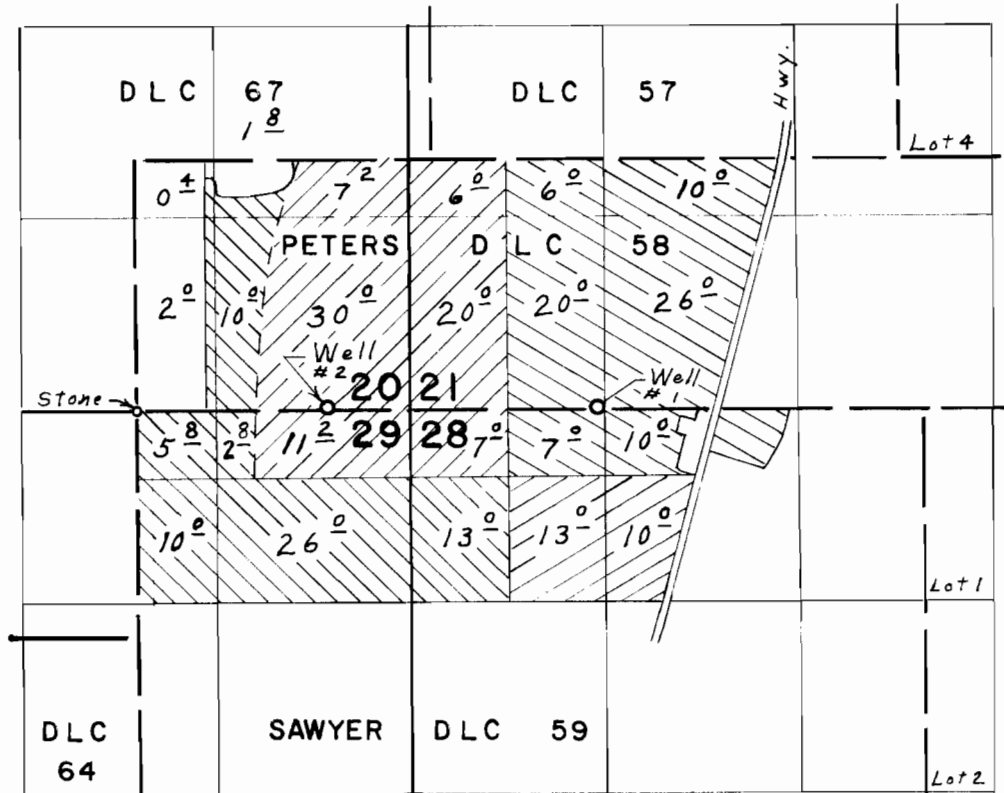 DLC 67 DLC 57 Hwy.
1 8
Lot 4
0 4 7 2 6 0 6 0 10 0
PETERS DLC 58
2 0 10 0 30 0 20 0 20 0 26 0
Well #2
Well #1
20 21
Stone
29 28
5 8 2 8 11 2 7 0 7 0 10 0
10 0 26 0 13 0 13 0 10 0
Lot 1
SAWYER DLC 59
DLC
64
Lot 2